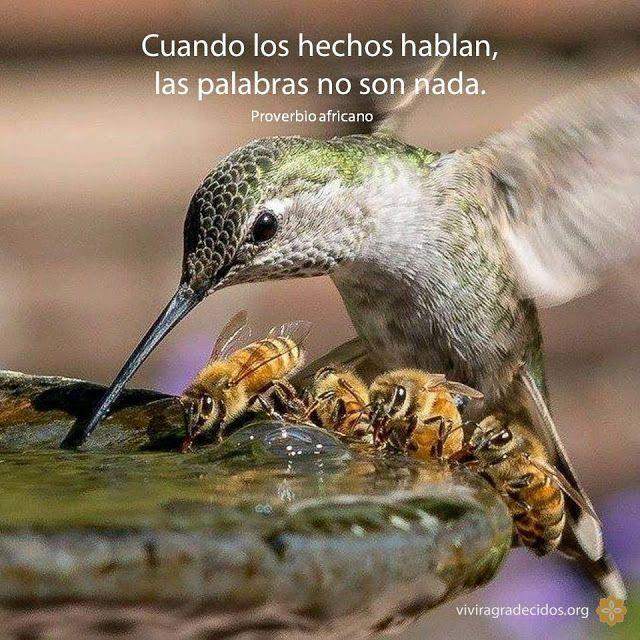 Cuando los hechos hablan,
las palabras no son nada.
Proverbio africano
viviragradecidos.org